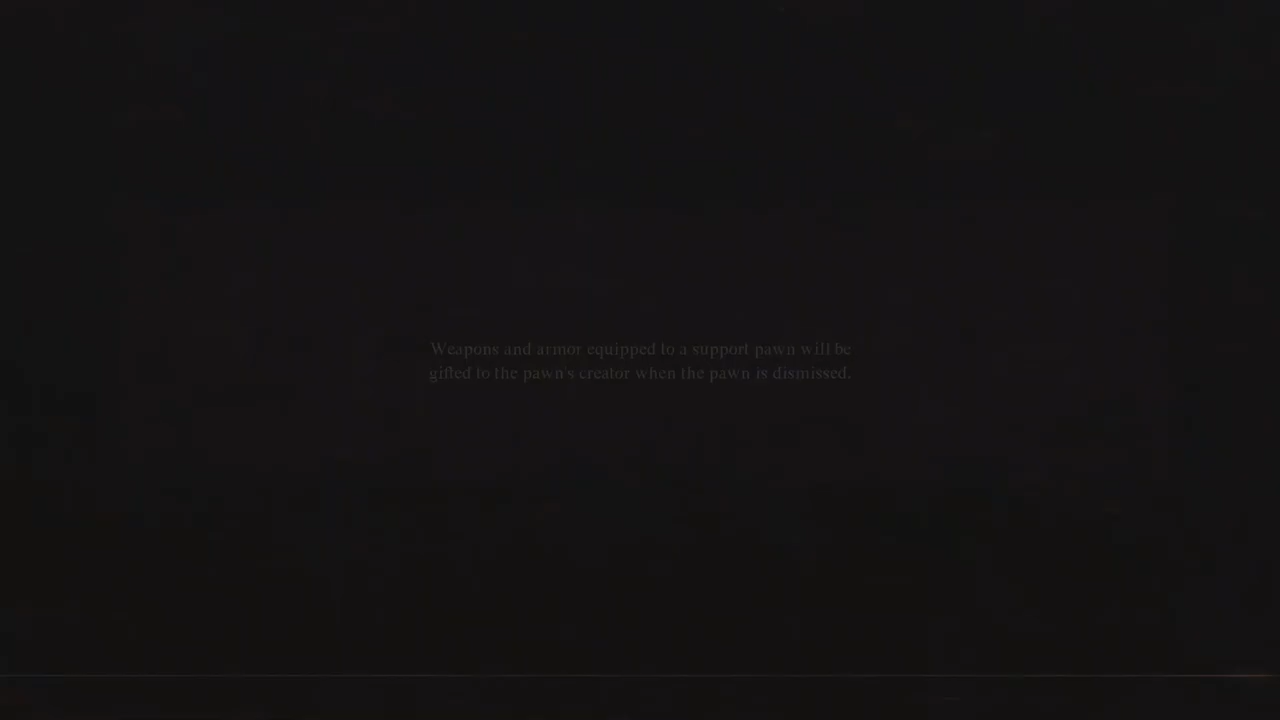 Weapons and armor equipped to a support pawn will be
gifted to the pawn's creator when the pawn is dismissed.